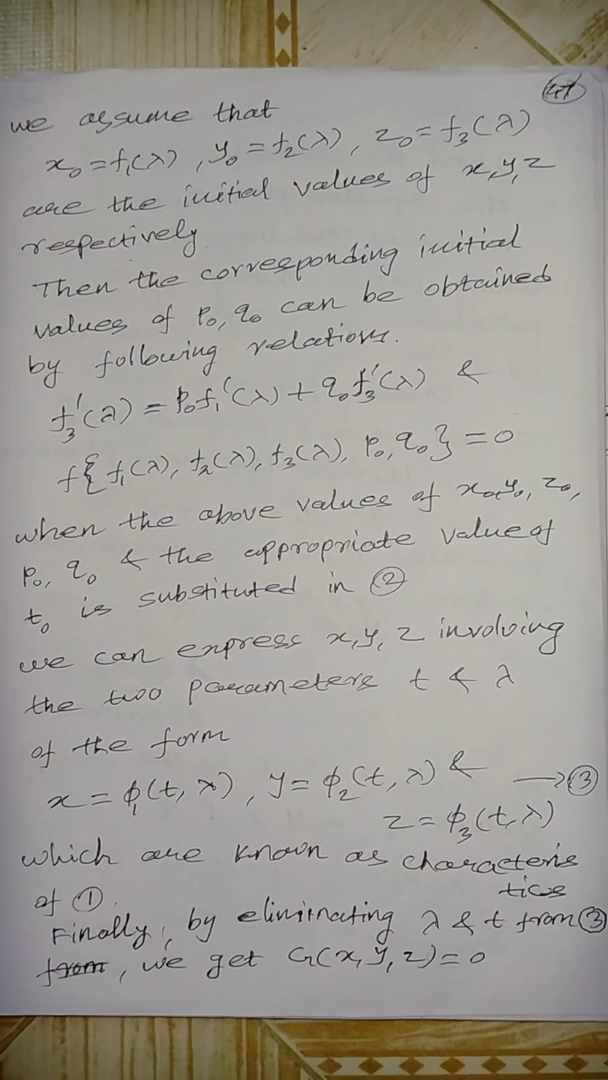 47
we assume that
x₀ = f₁(λ), y₀ = f₂(λ), z₀ = f₃(λ)
are the initial values of x, y, z
respectively
Then the corresponding initial
values of P₀, q₀ can be obtained
by following relations.
f₃'(λ) = P₀f₁'(λ) + q₀f₃'(λ) &
f{f₁(λ), f₂(λ), f₃(λ), P₀, q₀} = 0
when the above values of x₀, y₀, z₀,
P₀, q₀ & the appropriate value of
t₀ is substituted in ②
we can express x, y, z involving
the two parameters t & λ
of the form
x = ϕ₁(t, λ), y = ϕ₂(t, λ) & → ③
z = ϕ₃(t, λ)
which are known as characteris
tics
of ①.
Finally, by eliminating λ & t from ③
from, we get G(x, y, z) = 0